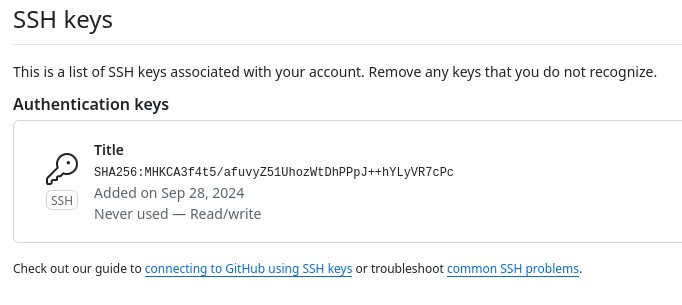 SSH keys
This is a list of SSH keys associated with your account. Remove any keys that you do not recognize.
Authentication keys
Title
SHA256:MHKCA3f4t5/afuvyZ51UhozWtDhPPpJ++hYLyVR7cPc
SSH
Added on Sep 28, 2024
Never used — Read/write
Check out our guide to connecting to GitHub using SSH keys or troubleshoot common SSH problems.